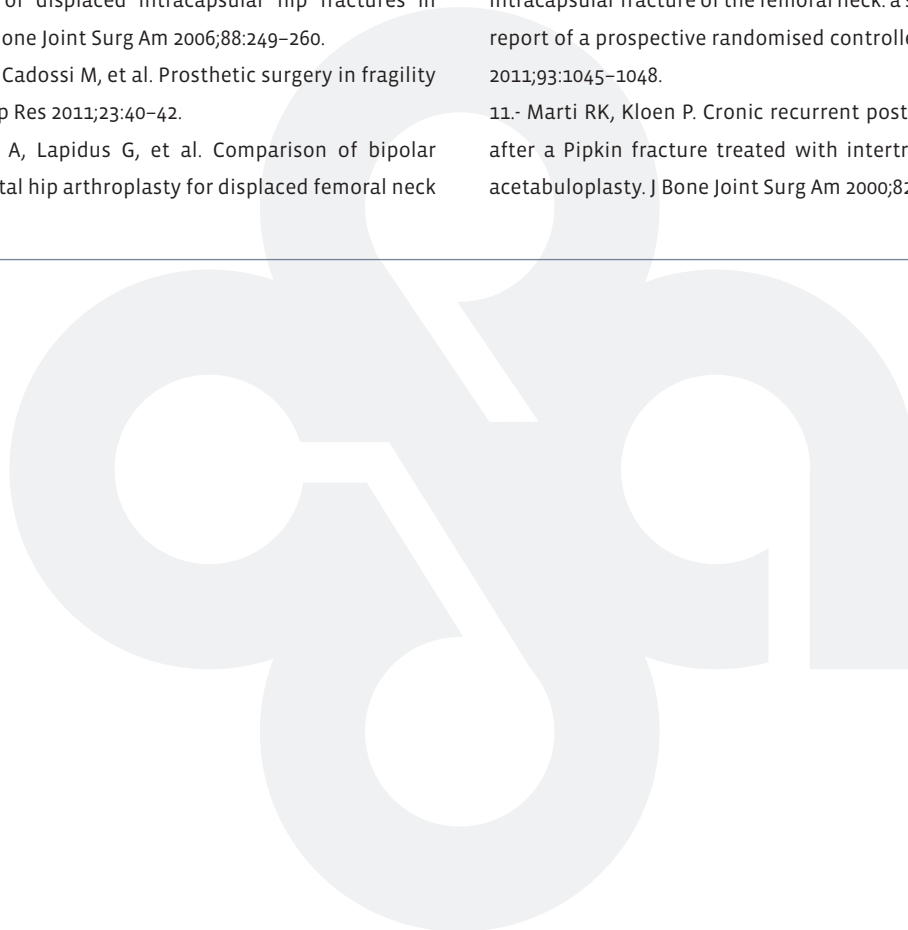 of displaced intracapsular hip fractures in
one Joint Surg Am 2006;88:249–260.
Cadossi M, et al. Prosthetic surgery in fragility
p Res 2011;23:40–42.
A, Lapidus G, et al. Comparison of bipolar
tal hip arthroplasty for displaced femoral neck
intracapsular fracture of the femoral neck: a
report of a prospective randomised controlle
2011;93:1045–1048.
11.- Marti RK, Kloen P. Cronic recurrent post
after a Pipkin fracture treated with intertr
acetabuloplasty. J Bone Joint Surg Am 2000;82